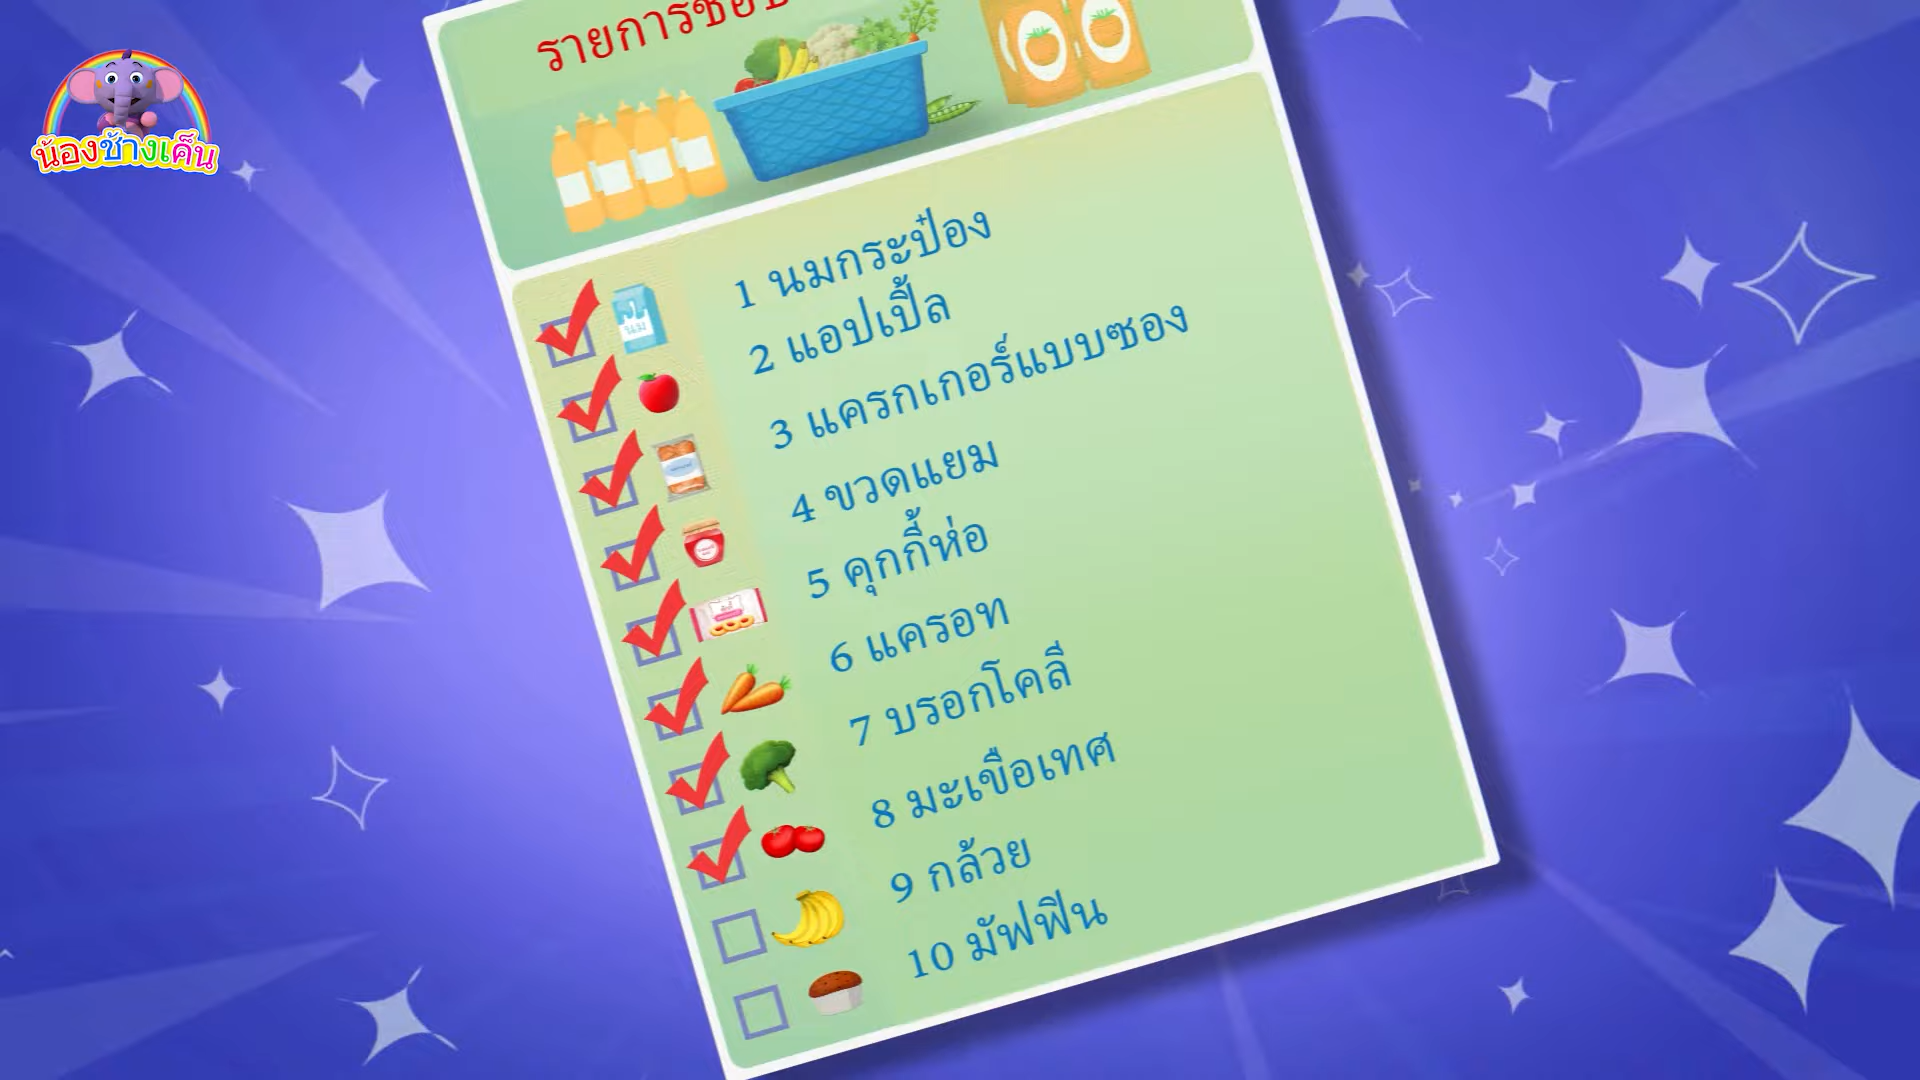 น้องช้างเค็น
1 นมกระป๋อง
2 แอปเปิ้ล
3 แครกเกอร์แบบซอง
4 ขวดแยม
5 คุกกี้ห่อ
6 แครอท
7 บรอกโคลี
8 มะเขือเทศ
9 กล้วย
10 มัฟฟิน
นม